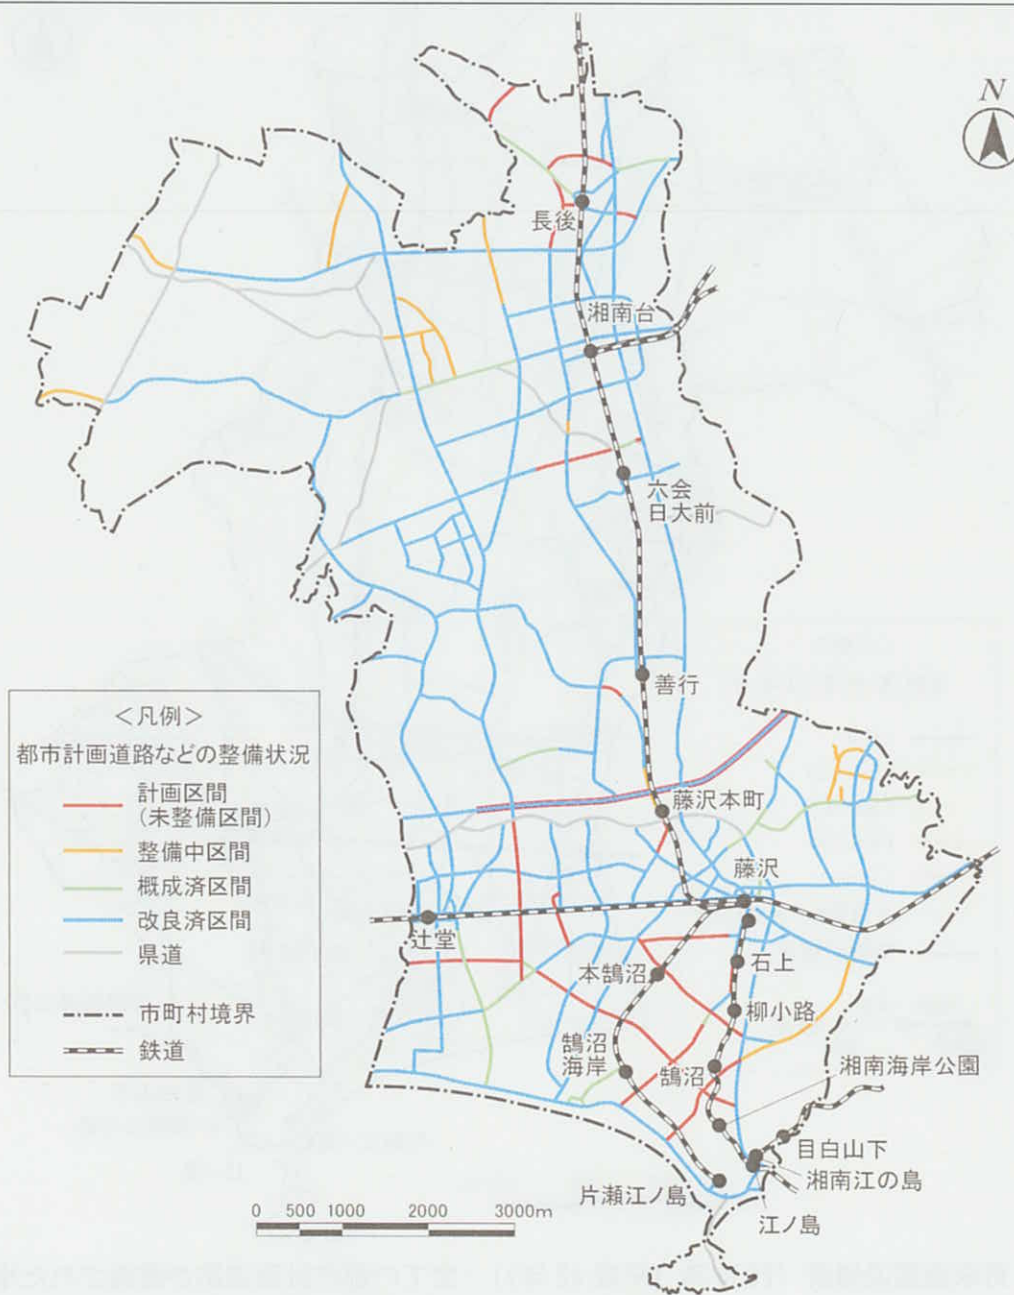 N
長後
湘南台
六会
日大前
善行
<凡例>
都市計画道路などの整備状況
計画区間
(未整備区間)
整備中区間
概成済区間
改良済区間
県道
市町村境界
鉄道
藤沢本町
藤沢
辻堂
本鵠沼
石上
柳小路
鵠沼
海岸
鵠沼
湘南海岸公園
目白山下
湘南江の島
片瀬江ノ島
江ノ島
0 500 1000 2000 3000m